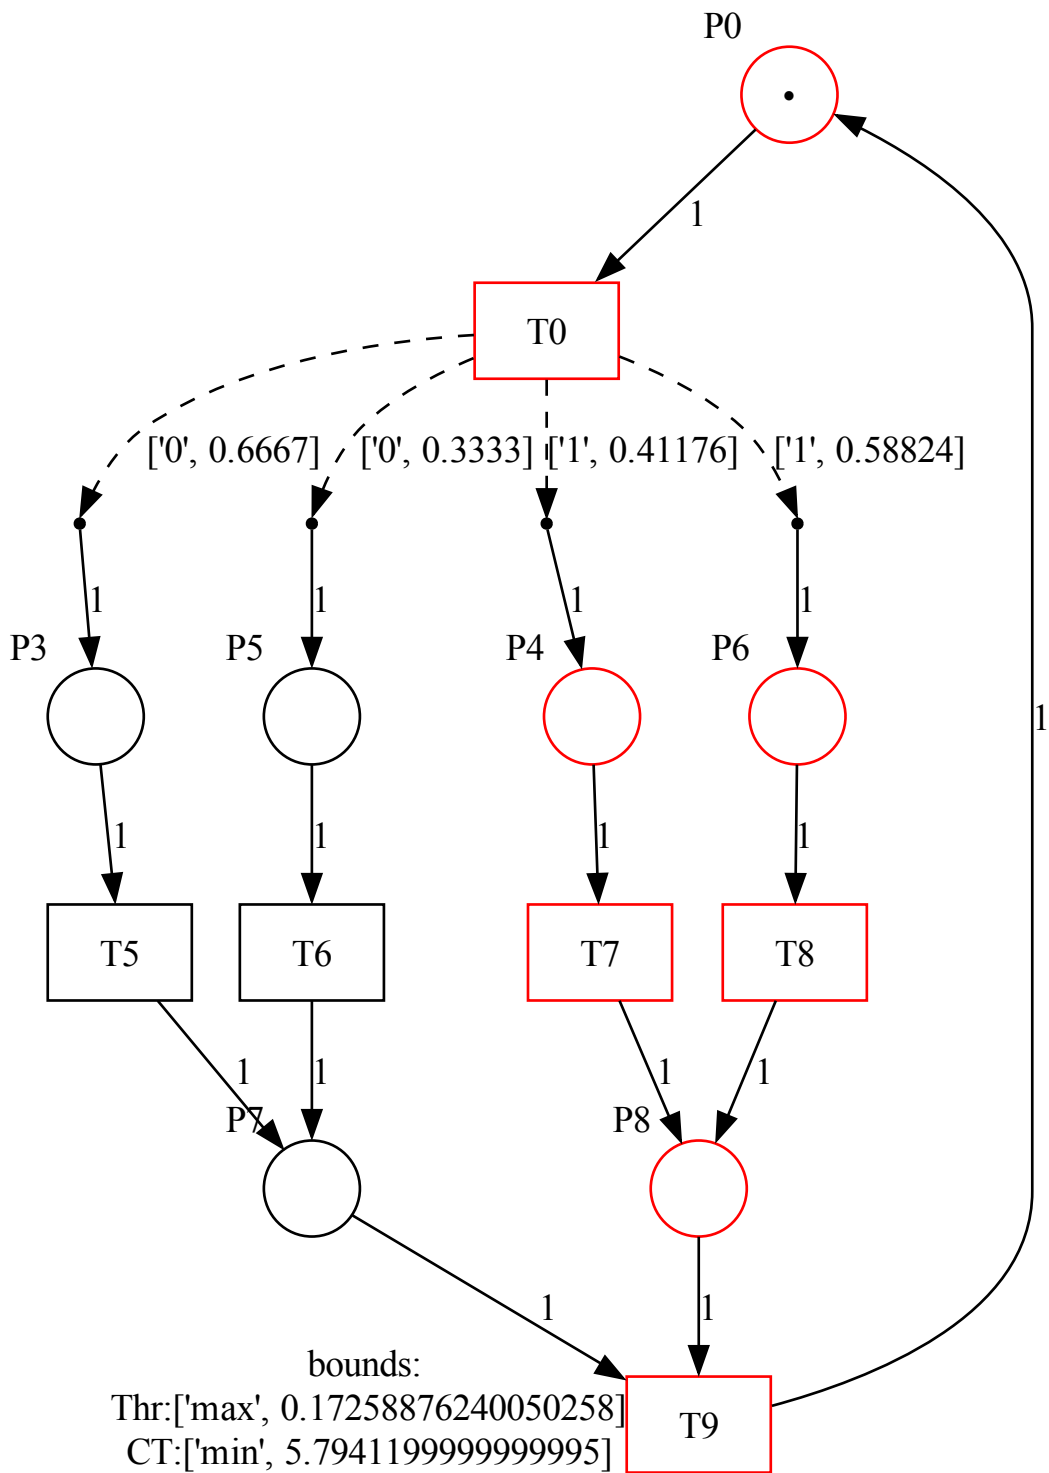 P0
1
T0
['0', 0.6667]
['0', 0.3333]
['1', 0.41176]
['1', 0.58824]
1
1
1
1
P3
P5
P4
P6
1
1
1
1
1
T5
T6
T7
T8
1
1
1
1
P7
P8
1
1
bounds:
Thr:['max', 0.17258876240050258]
CT:['min', 5.7941199999999995]
T9